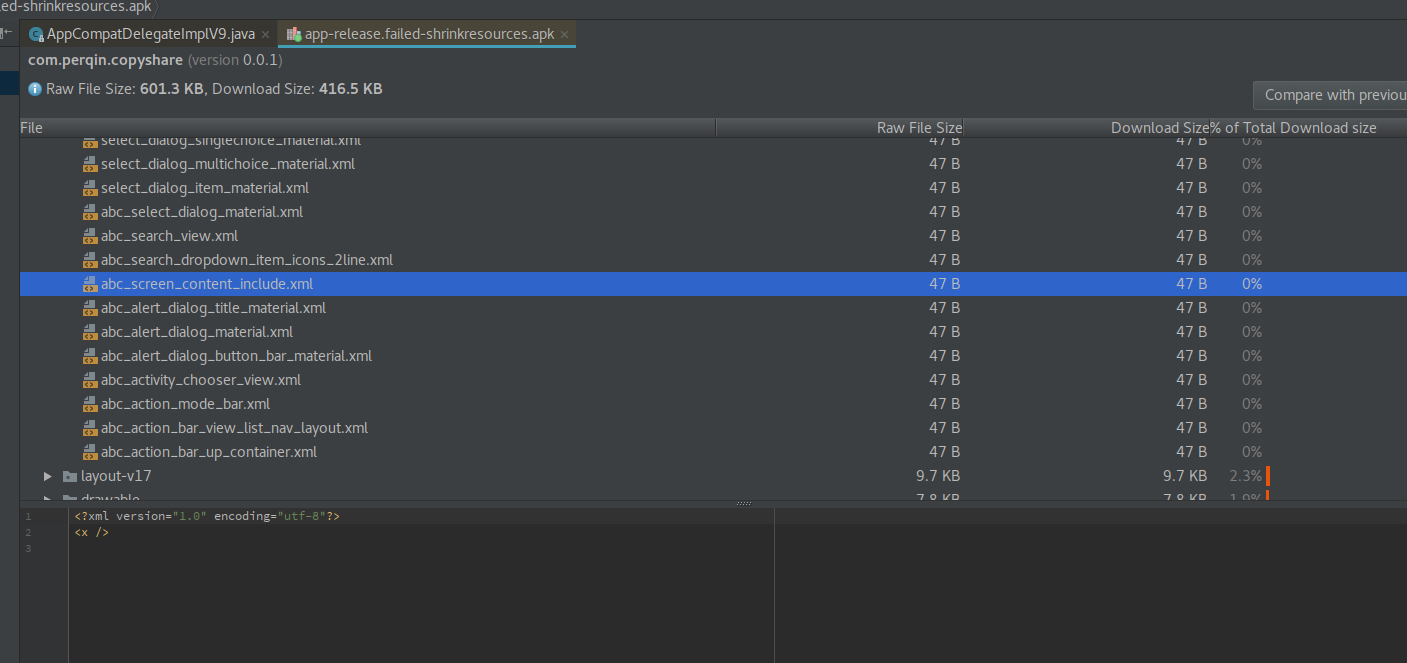 led-shrinkresources.apk
AppCompatDelegateImplV9.java × app-release.failed-shrinkresources.apk ×
com.perqin.copyshare (version 0.0.1)
Raw File Size: 601.3 KB, Download Size: 416.5 KB
Compare with previou
File Raw File Size Download Size % of Total Download size
select_dialog_singlechoice_material.xml 47 B 47 B 0%
select_dialog_multichoice_material.xml 47 B 47 B 0%
select_dialog_item_material.xml 47 B 47 B 0%
abc_select_dialog_material.xml 47 B 47 B 0%
abc_search_view.xml 47 B 47 B 0%
abc_search_dropdown_item_icons_2line.xml 47 B 47 B 0%
abc_screen_content_include.xml 47 B 47 B 0%
abc_alert_dialog_title_material.xml 47 B 47 B 0%
abc_alert_dialog_material.xml 47 B 47 B 0%
abc_alert_dialog_button_bar_material.xml 47 B 47 B 0%
abc_activity_chooser_view.xml 47 B 47 B 0%
abc_action_mode_bar.xml 47 B 47 B 0%
abc_action_bar_view_list_nav_layout.xml 47 B 47 B 0%
abc_action_bar_up_container.xml 47 B 47 B 0%
layout-v17 9.7 KB 9.7 KB 2.3%
drawable 7.8 KB 7.8 KB 1.9%
1 <?xml version="1.0" encoding="utf-8"?>
2 <x />
3